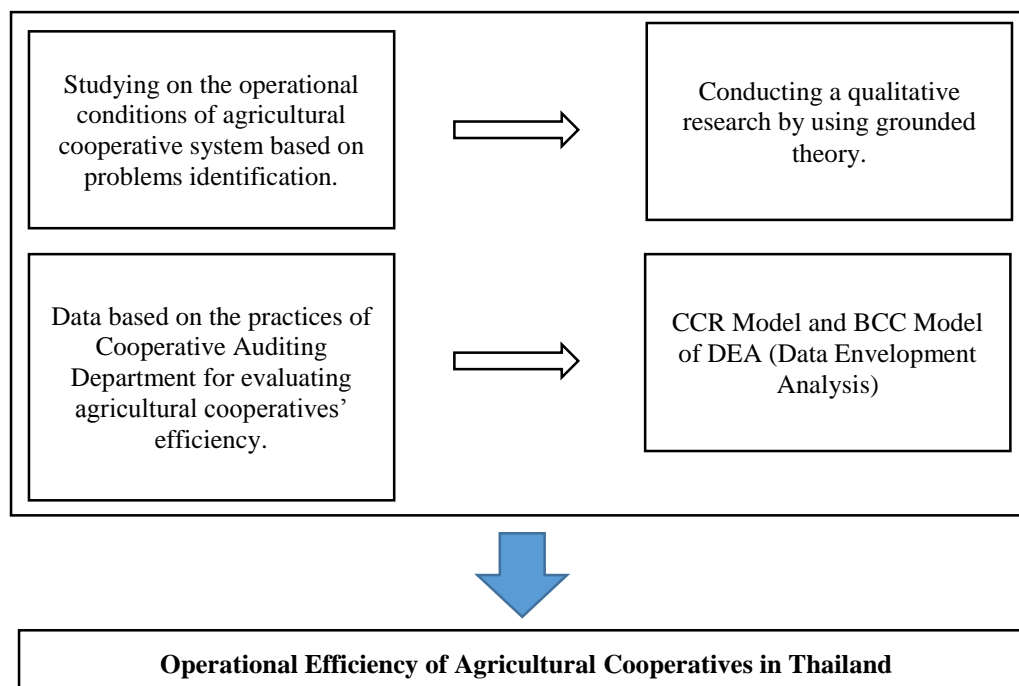 Studying on the operational
conditions of agricultural
cooperative system based on
problems identification.
Conducting a qualitative
research by using grounded
theory.
Data based on the practices of
Cooperative Auditing
Department for evaluating
agricultural cooperatives’
efficiency.
CCR Model and BCC Model
of DEA (Data Envelopment
Analysis)
Operational Efficiency of Agricultural Cooperatives in Thailand